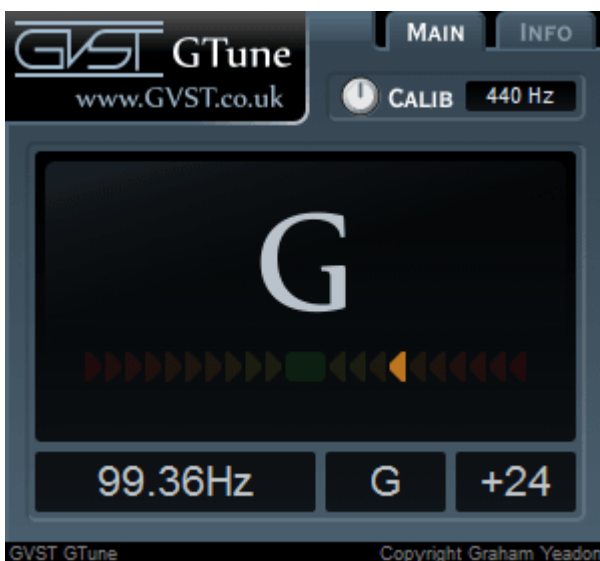 GVST GTune
www.GVST.co.uk
MAIN INFO
CALIB 440 Hz
G
99.36Hz G +24
GVST GTune Copyright Graham Yeadon